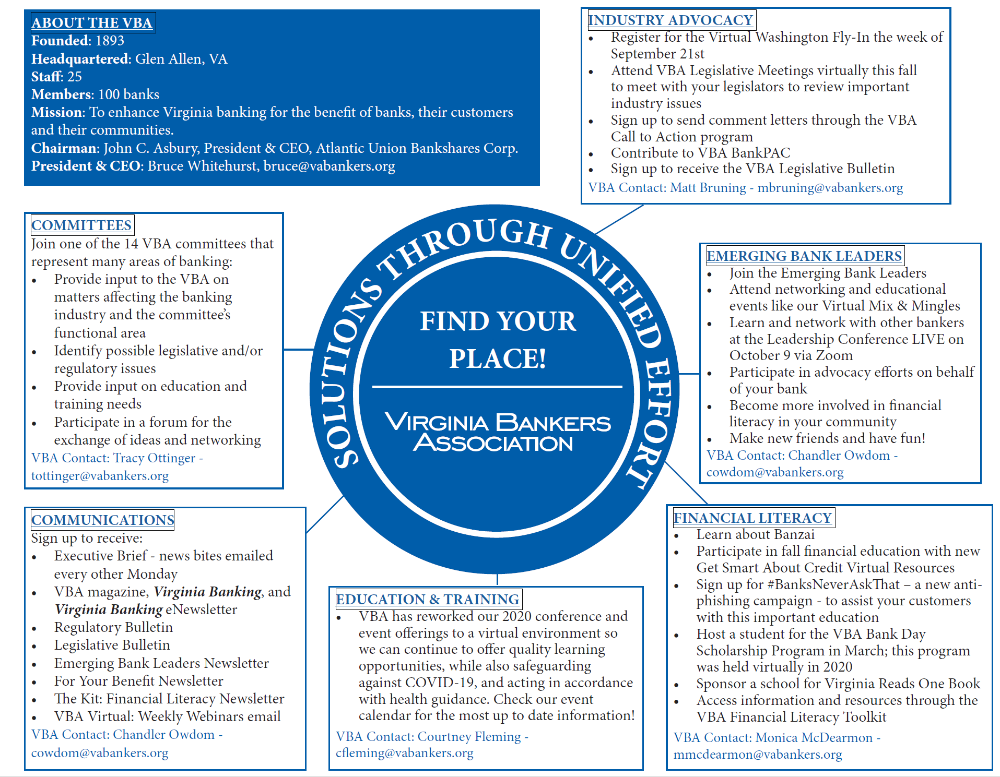 ABOUT THE VBA
Founded: 1893
Headquartered: Glen Allen, VA
Staff: 25
Members: 100 banks
Mission: To enhance Virginia banking for the benefit of banks, their customers
and their communities.
Chairman: John C. Asbury, President & CEO, Atlantic Union Bankshares Corp.
President & CEO: Bruce Whitehurst, bruce@vabankers.org
INDUSTRY ADVOCACY
• Register for the Virtual Washington Fly-In the week of
September 21st
• Attend VBA Legislative Meetings virtually this fall
to meet with your legislators to review important
industry issues
• Sign up to send comment letters through the VBA
Call to Action program
• Contribute to VBA BankPAC
• Sign up to receive the VBA Legislative Bulletin
VBA Contact: Matt Bruning - mbruning@vabankers.org
COMMITTEES
Join one of the 14 VBA committees that
represent many areas of banking:
• Provide input to the VBA on
matters affecting the banking
industry and the committee’s
functional area
• Identify possible legislative and/or
regulatory issues
• Provide input on education and
training needs
• Participate in a forum for the
exchange of ideas and networking
VBA Contact: Tracy Ottinger -
tottinger@vabankers.org
SOLUTIONS THROUGH UNIFIED EFFORT
FIND YOUR
PLACE!
VIRGINIA BANKERS
ASSOCIATION
EMERGING BANK LEADERS
• Join the Emerging Bank Leaders
• Attend networking and educational
events like our Virtual Mix & Mingles
• Learn and network with other bankers
at the Leadership Conference LIVE on
October 9 via Zoom
• Participate in advocacy efforts on behalf
of your bank
• Become more involved in financial
literacy in your community
• Make new friends and have fun!
VBA Contact: Chandler Owdom -
cowdom@vabankers.org
COMMUNICATIONS
Sign up to receive:
• Executive Brief - news bites emailed
every other Monday
• VBA magazine, Virginia Banking, and
Virginia Banking eNewsletter
• Regulatory Bulletin
• Legislative Bulletin
• Emerging Bank Leaders Newsletter
• For Your Benefit Newsletter
• The Kit: Financial Literacy Newsletter
• VBA Virtual: Weekly Webinars email
VBA Contact: Chandler Owdom -
cowdom@vabankers.org
EDUCATION & TRAINING
• VBA has reworked our 2020 conference and
event offerings to a virtual environment so
we can continue to offer quality learning
opportunities, while also safeguarding
against COVID-19, and acting in accordance
with health guidance. Check our event
calendar for the most up to date information!
VBA Contact: Courtney Fleming -
cfleming@vabankers.org
FINANCIAL LITERACY
• Learn about Banzai
• Participate in fall financial education with new
Get Smart About Credit Virtual Resources
• Sign up for #BanksNeverAskThat – a new anti-
phishing campaign - to assist your customers
with this important education
• Host a student for the VBA Bank Day
Scholarship Program in March; this program
was held virtually in 2020
• Sponsor a school for Virginia Reads One Book
• Access information and resources through the
VBA Financial Literacy Toolkit
VBA Contact: Monica McDearmon -
mmcdearmon@vabankers.org